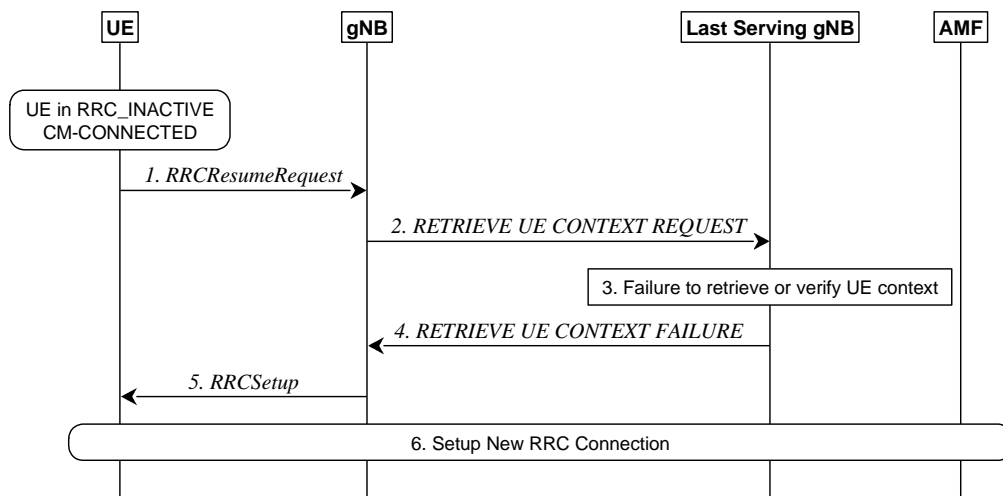 UE
gNB
Last Serving gNB
AMF
UE in RRC_INACTIVE
CM-CONNECTED
1. RRCResumeRequest
2. RETRIEVE UE CONTEXT REQUEST
3. Failure to retrieve or verify UE context
4. RETRIEVE UE CONTEXT FAILURE
5. RRCSetup
6. Setup New RRC Connection